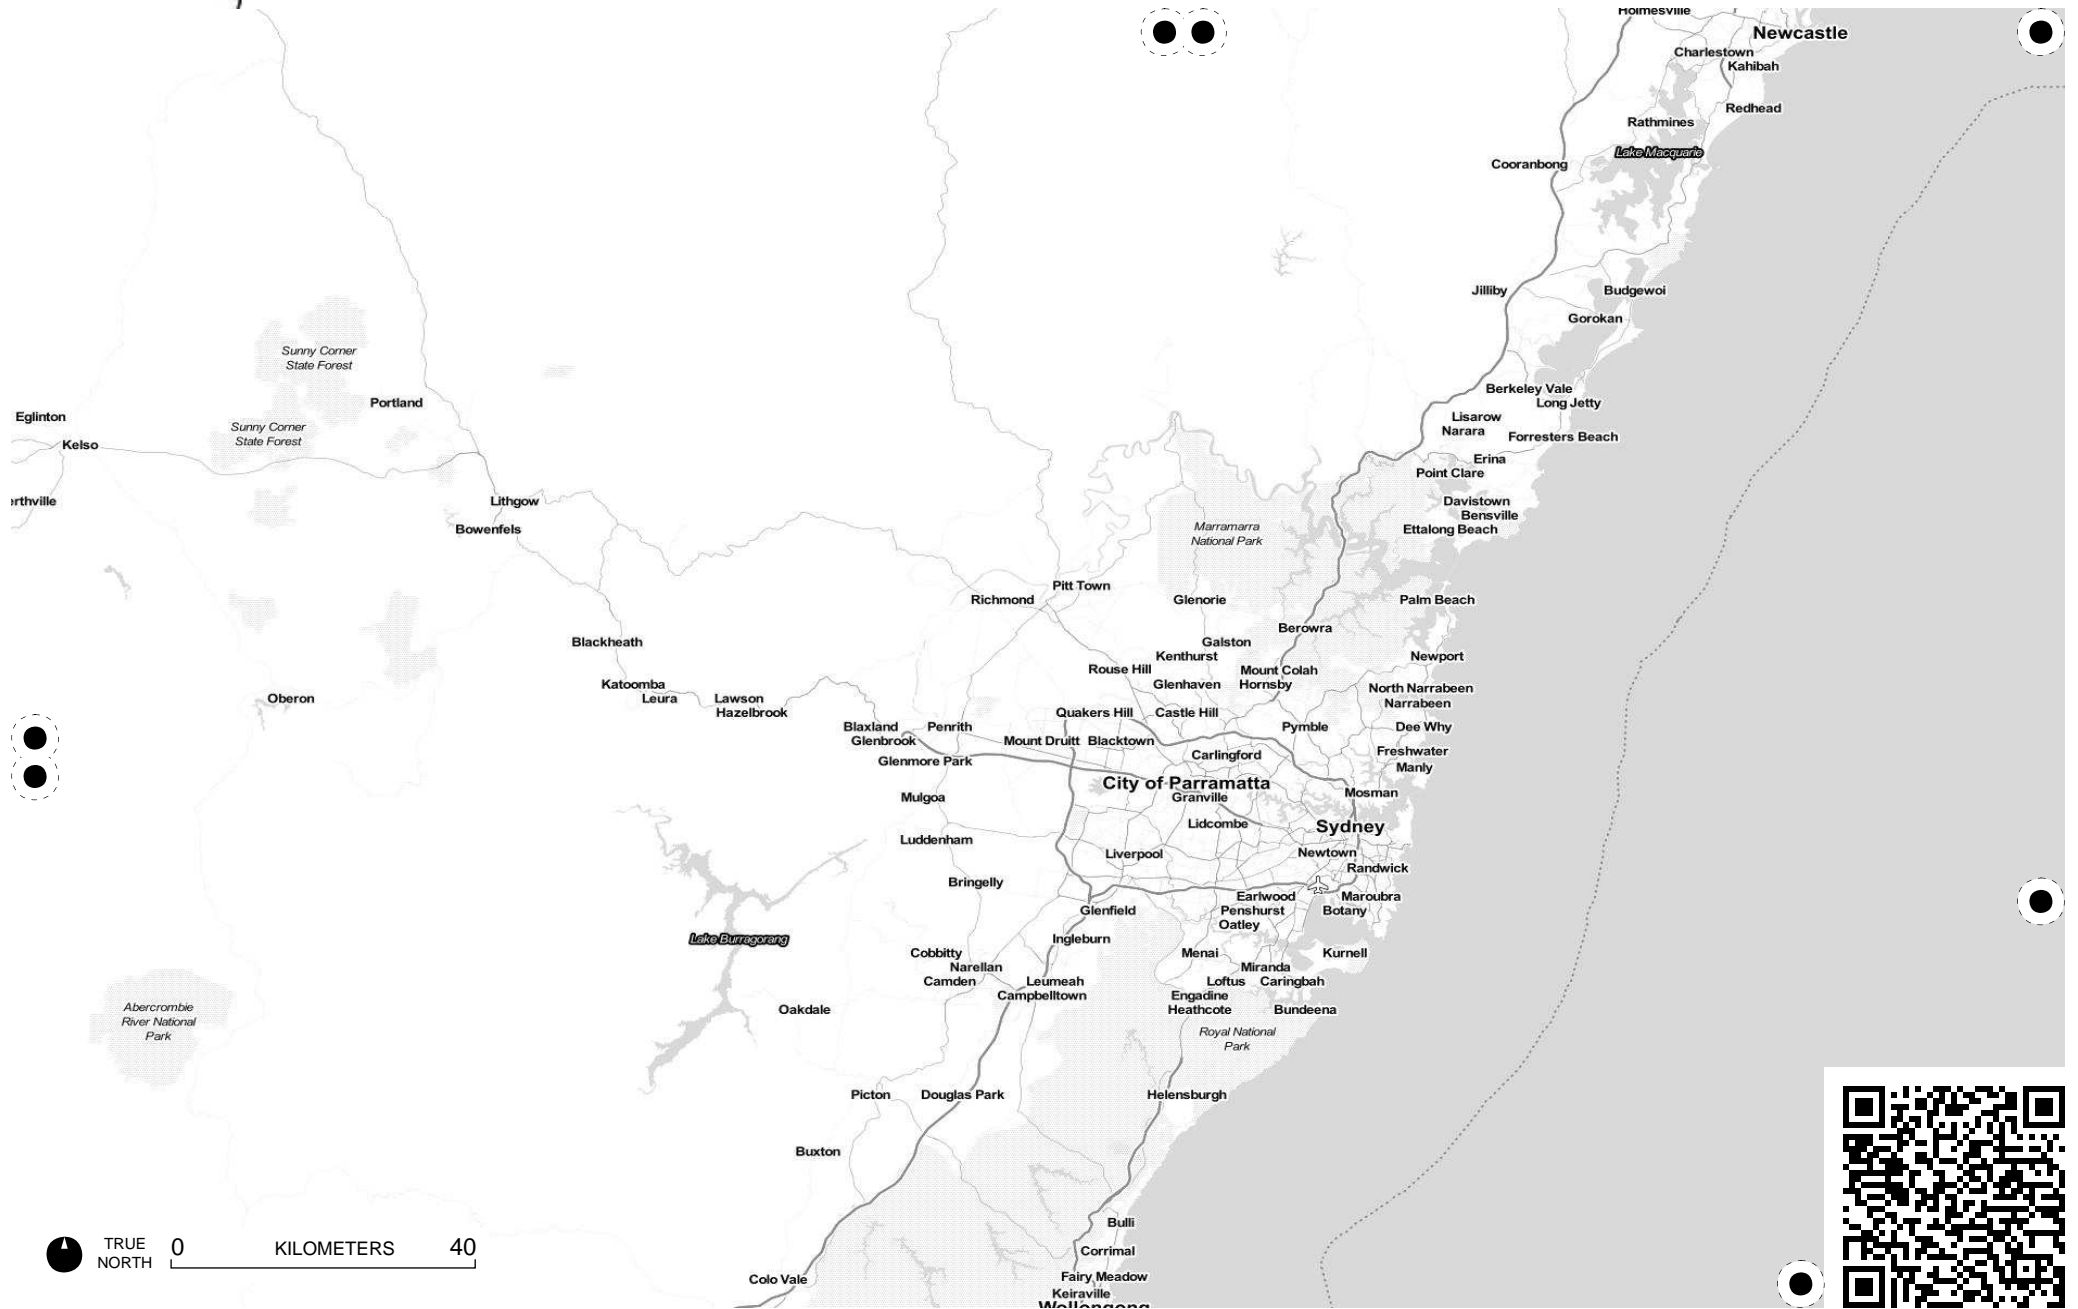 Holmesville
Newcastle
Charlestown
Kahibah
Redhead
Rathmines
Lake Macquarie
Cooranbong
Jilliby
Budgewoi
Gorokan
Sunny Corner
State Forest
Berkeley Vale
Portland
Long Jetty
Eglinton
Lisarow
Sunny Corner
State Forest
Narara
Forresters Beach
Kelso
Erina
Point Clare
erthville
Lithgow
Davistown
Bensville
Bowenfels
Marramarra
National Park
Ettalong Beach
Pitt Town
Richmond
Glenorie
Palm Beach
Berowra
Blackheath
Galston
Kenthurst
Newport
Rouse Hill
Mount Colah
Katoomba
Glenhaven
Hornsby
North Narrabeen
Leura
Lawson
Oberon
Narrabeen
Hazelbrook
Quakers Hill
Castle Hill
Blaxland
Penrith
Pymble
Dee Why
Glenbrook
Mount Druitt
Blacktown
Freshwater
Carlingford
Glenmore Park
Manly
City of Parramatta
Mulgoa
Granville
Mosman
Lidcombe
Sydney
Luddenham
Liverpool
Newtown
Randwick
Bringelly
Earlwood
Maroubra
Glenfield
Penshurst
Botany
Oatley
Lake Burragorang
Ingleburn
Cobbitty
Menai
Kurnell
Narellan
Miranda
Camden
Leumeah
Loftus
Caringbah
Campbelltown
Engadine
Abercrombie
River National
Park
Oakdale
Heathcote
Bundeena
Royal National
Park
Picton
Douglas Park
Helensburgh
Buxton
Bulli
TRUE
NORTH
0 KILOMETERS 40
Corrimal
Colo Vale
Fairy Meadow
Keiraville
Wollongong